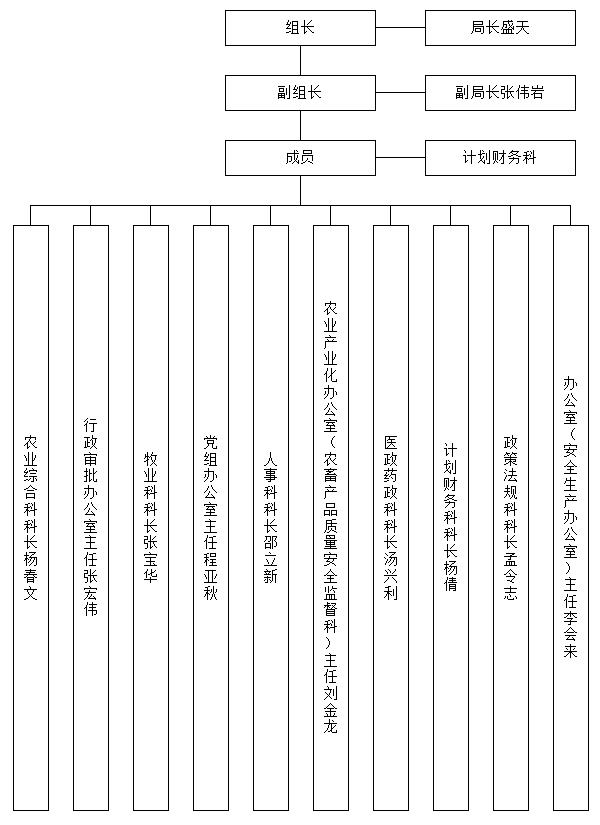 组长
局长盛天
副组长
副局长张伟岩
成员
计划财务科
农业综合科科长杨春文
行政审批办公室主任张宏伟
牧业科科长张宝华
党组办公室主任程亚秋
人事科科长邵立新
农业产业化办公室（农畜产品质量安全监督科）主任刘金龙
医政药政科科长汤兴利
计划财务科科长杨倩
政策法规科科长孟令志
办公室（安全生产办公室）主任李会来